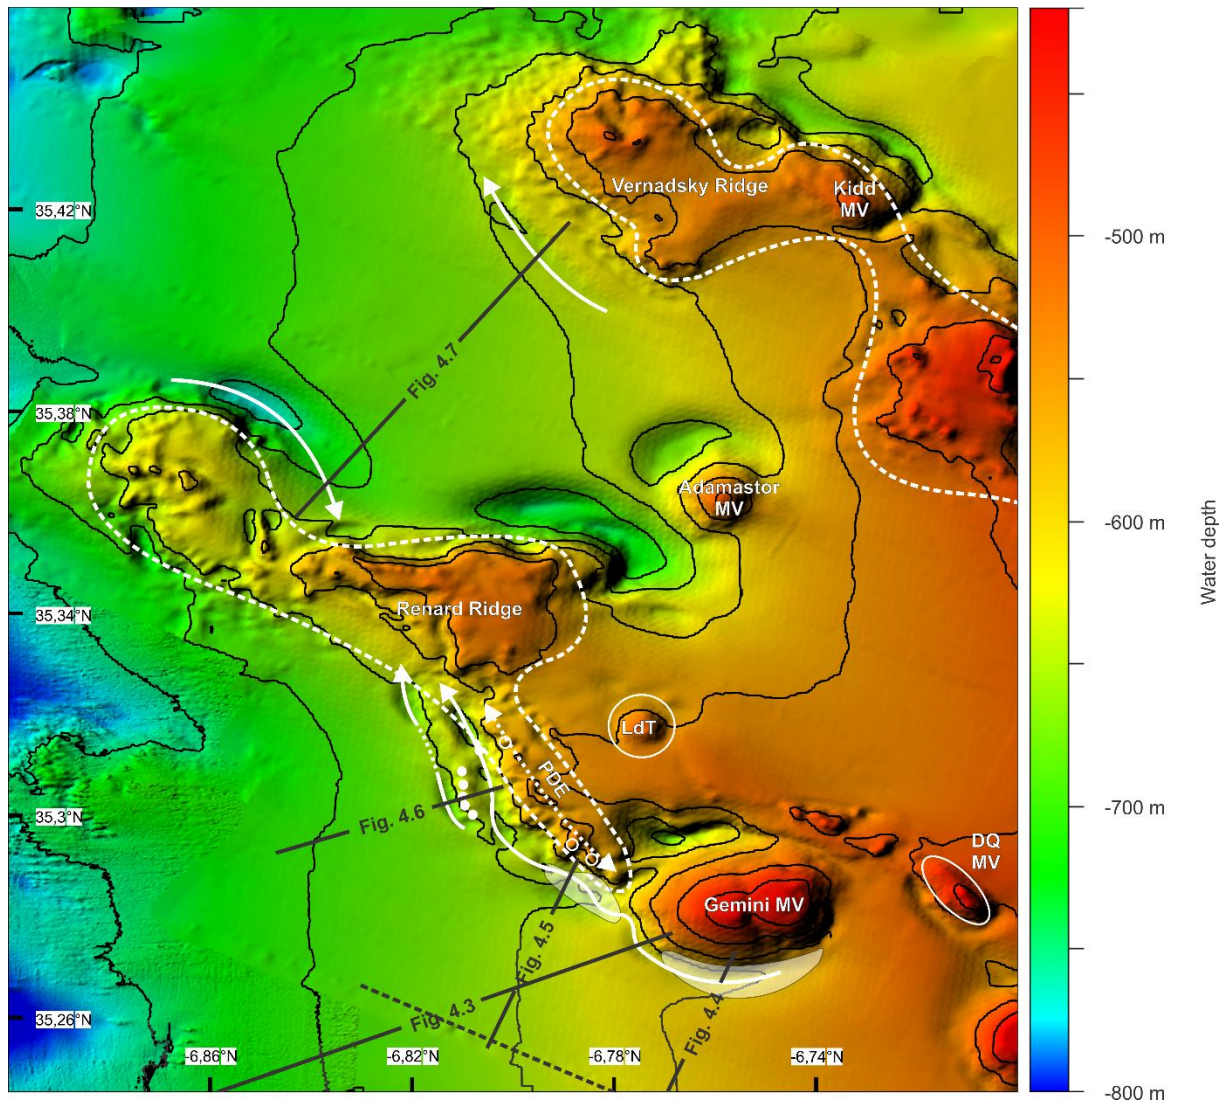 Vernadsky Ridge
Kidd
MV
35,42°N
-500 m
Fig. 4.7
35,38°N
Adamastor
MV
-600 m
Water depth
Renard Ridge
35,34°N
LdT
PDE
-700 m
35,3°N
Fig. 4.6
DQ
MV
Gemini MV
Fig. 4.5
Fig. 4.3
Fig. 4.4
35,26°N
-6,86°N
-6,82°N
-6,78°N
-6,74°N
-800 m